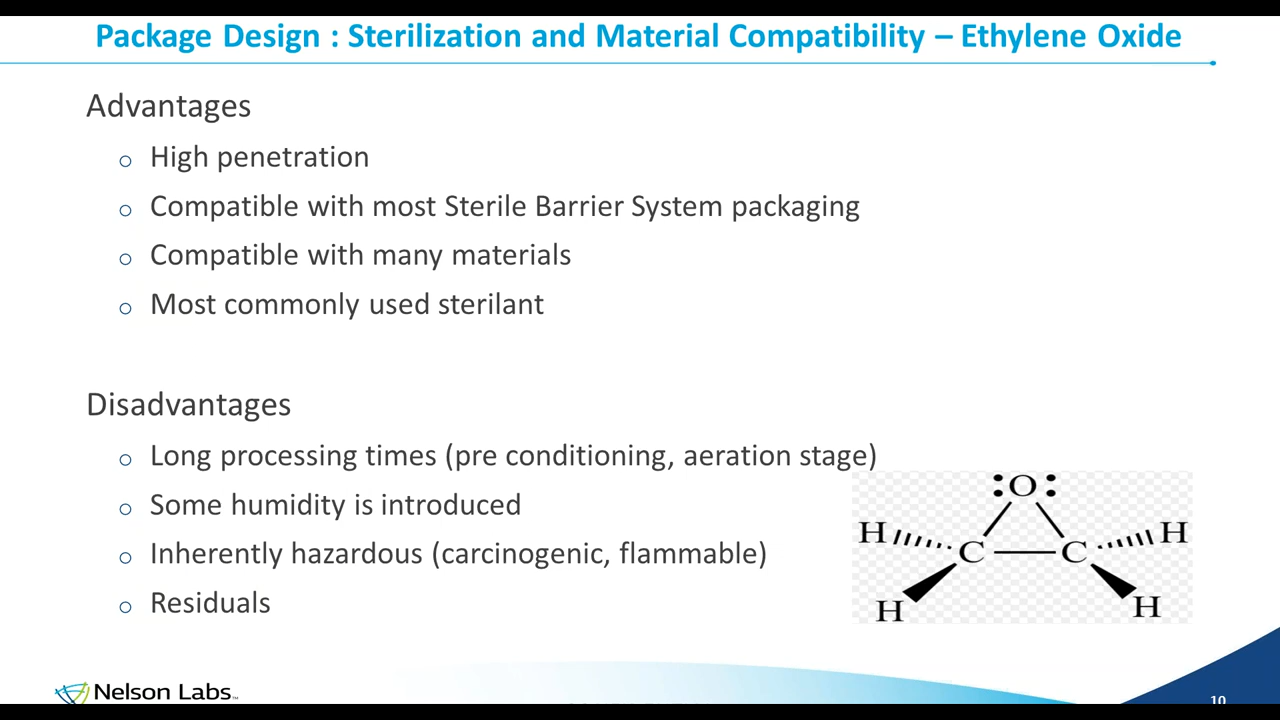 Package Design : Sterilization and Material Compatibility – Ethylene Oxide
Advantages
o High penetration
o Compatible with most Sterile Barrier System packaging
o Compatible with many materials
o Most commonly used sterilant
Disadvantages
o Long processing times (pre conditioning, aeration stage)
o Some humidity is introduced
o Inherently hazardous (carcinogenic, flammable)
o Residuals
O
H C C H
H H
Nelson Labs™
10